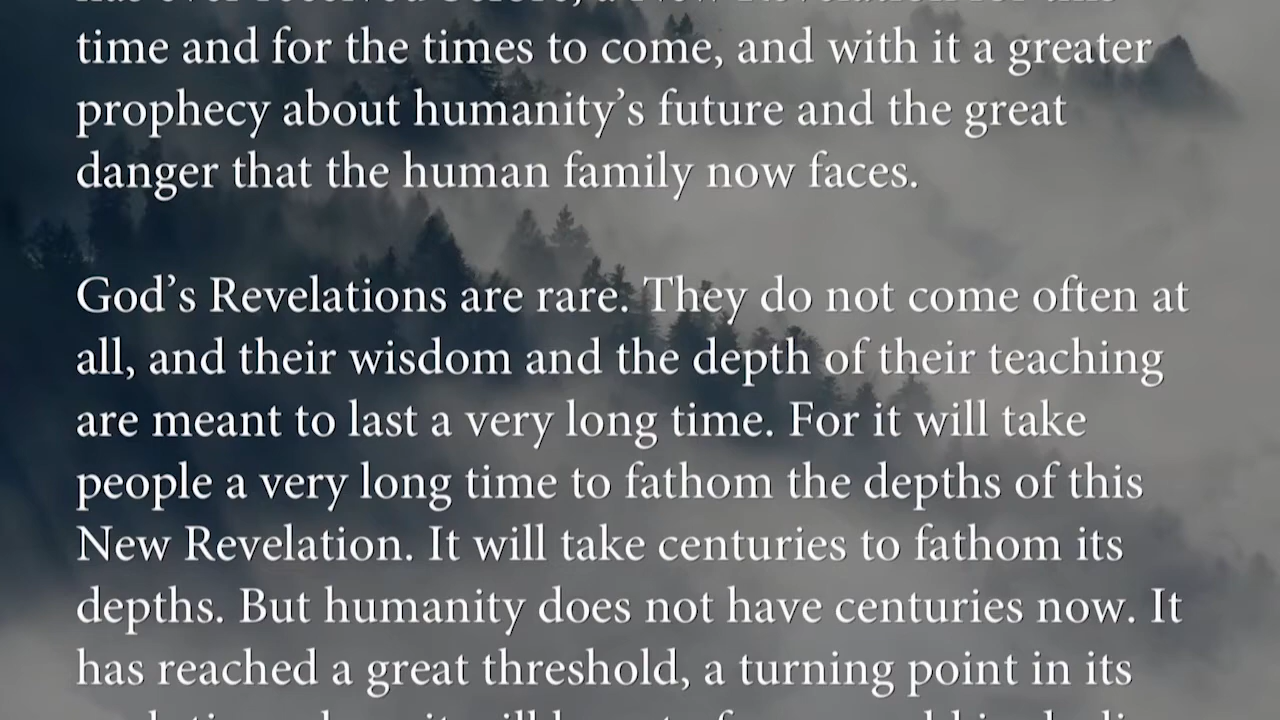 time and for the times to come, and with it a greater
prophecy about humanity’s future and the great
danger that the human family now faces.
God’s Revelations are rare. They do not come often at
all, and their wisdom and the depth of their teaching
are meant to last a very long time. For it will take
people a very long time to fathom the depths of this
New Revelation. It will take centuries to fathom its
depths. But humanity does not have centuries now. It
has reached a great threshold, a turning point in its